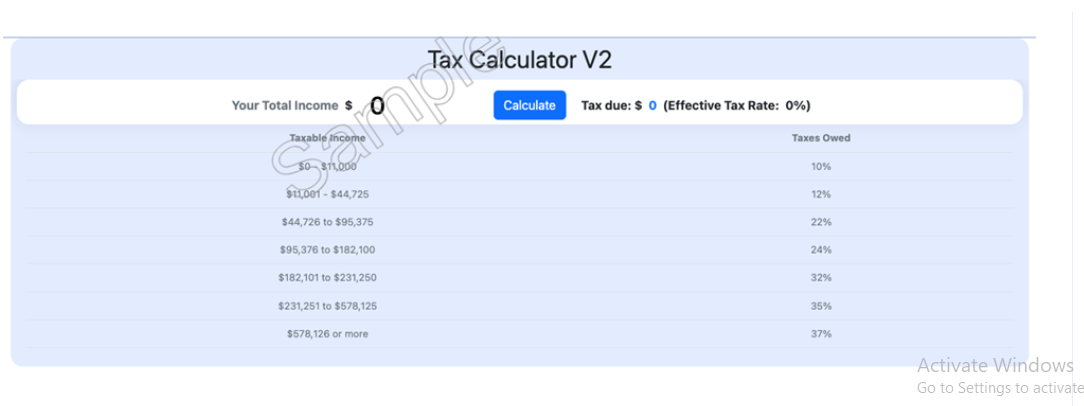 Tax Calculator V2
Your Total Income $ 0 Calculate Tax due: $ 0 (Effective Tax Rate: 0%)
Taxable Income Taxes Owed
$0 - $11,000 10%
$11,001 - $44,725 12%
$44,726 to $95,375 22%
$95,376 to $182,100 24%
$182,101 to $231,250 32%
$231,251 to $578,125 35%
$578,126 or more 37%
Sample
Activate Windows
Go to Settings to activate